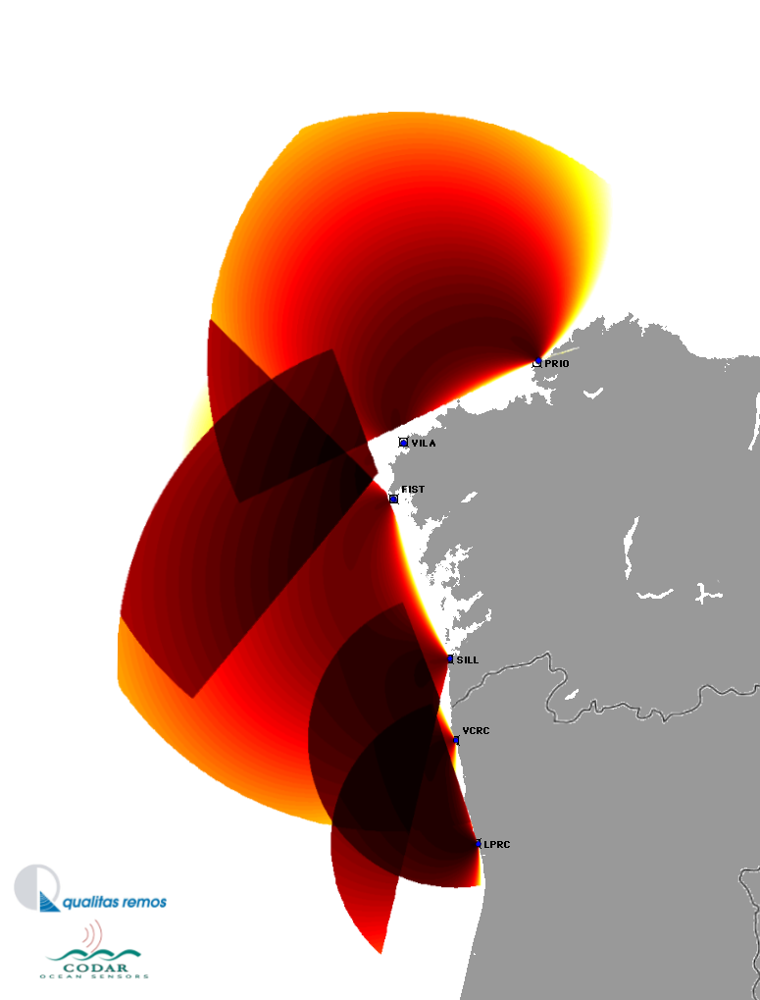 PRIO
VILA
FIST
SILL
VCRC
LPRC
qualitas remos
CODAR
OCEAN SENSORS